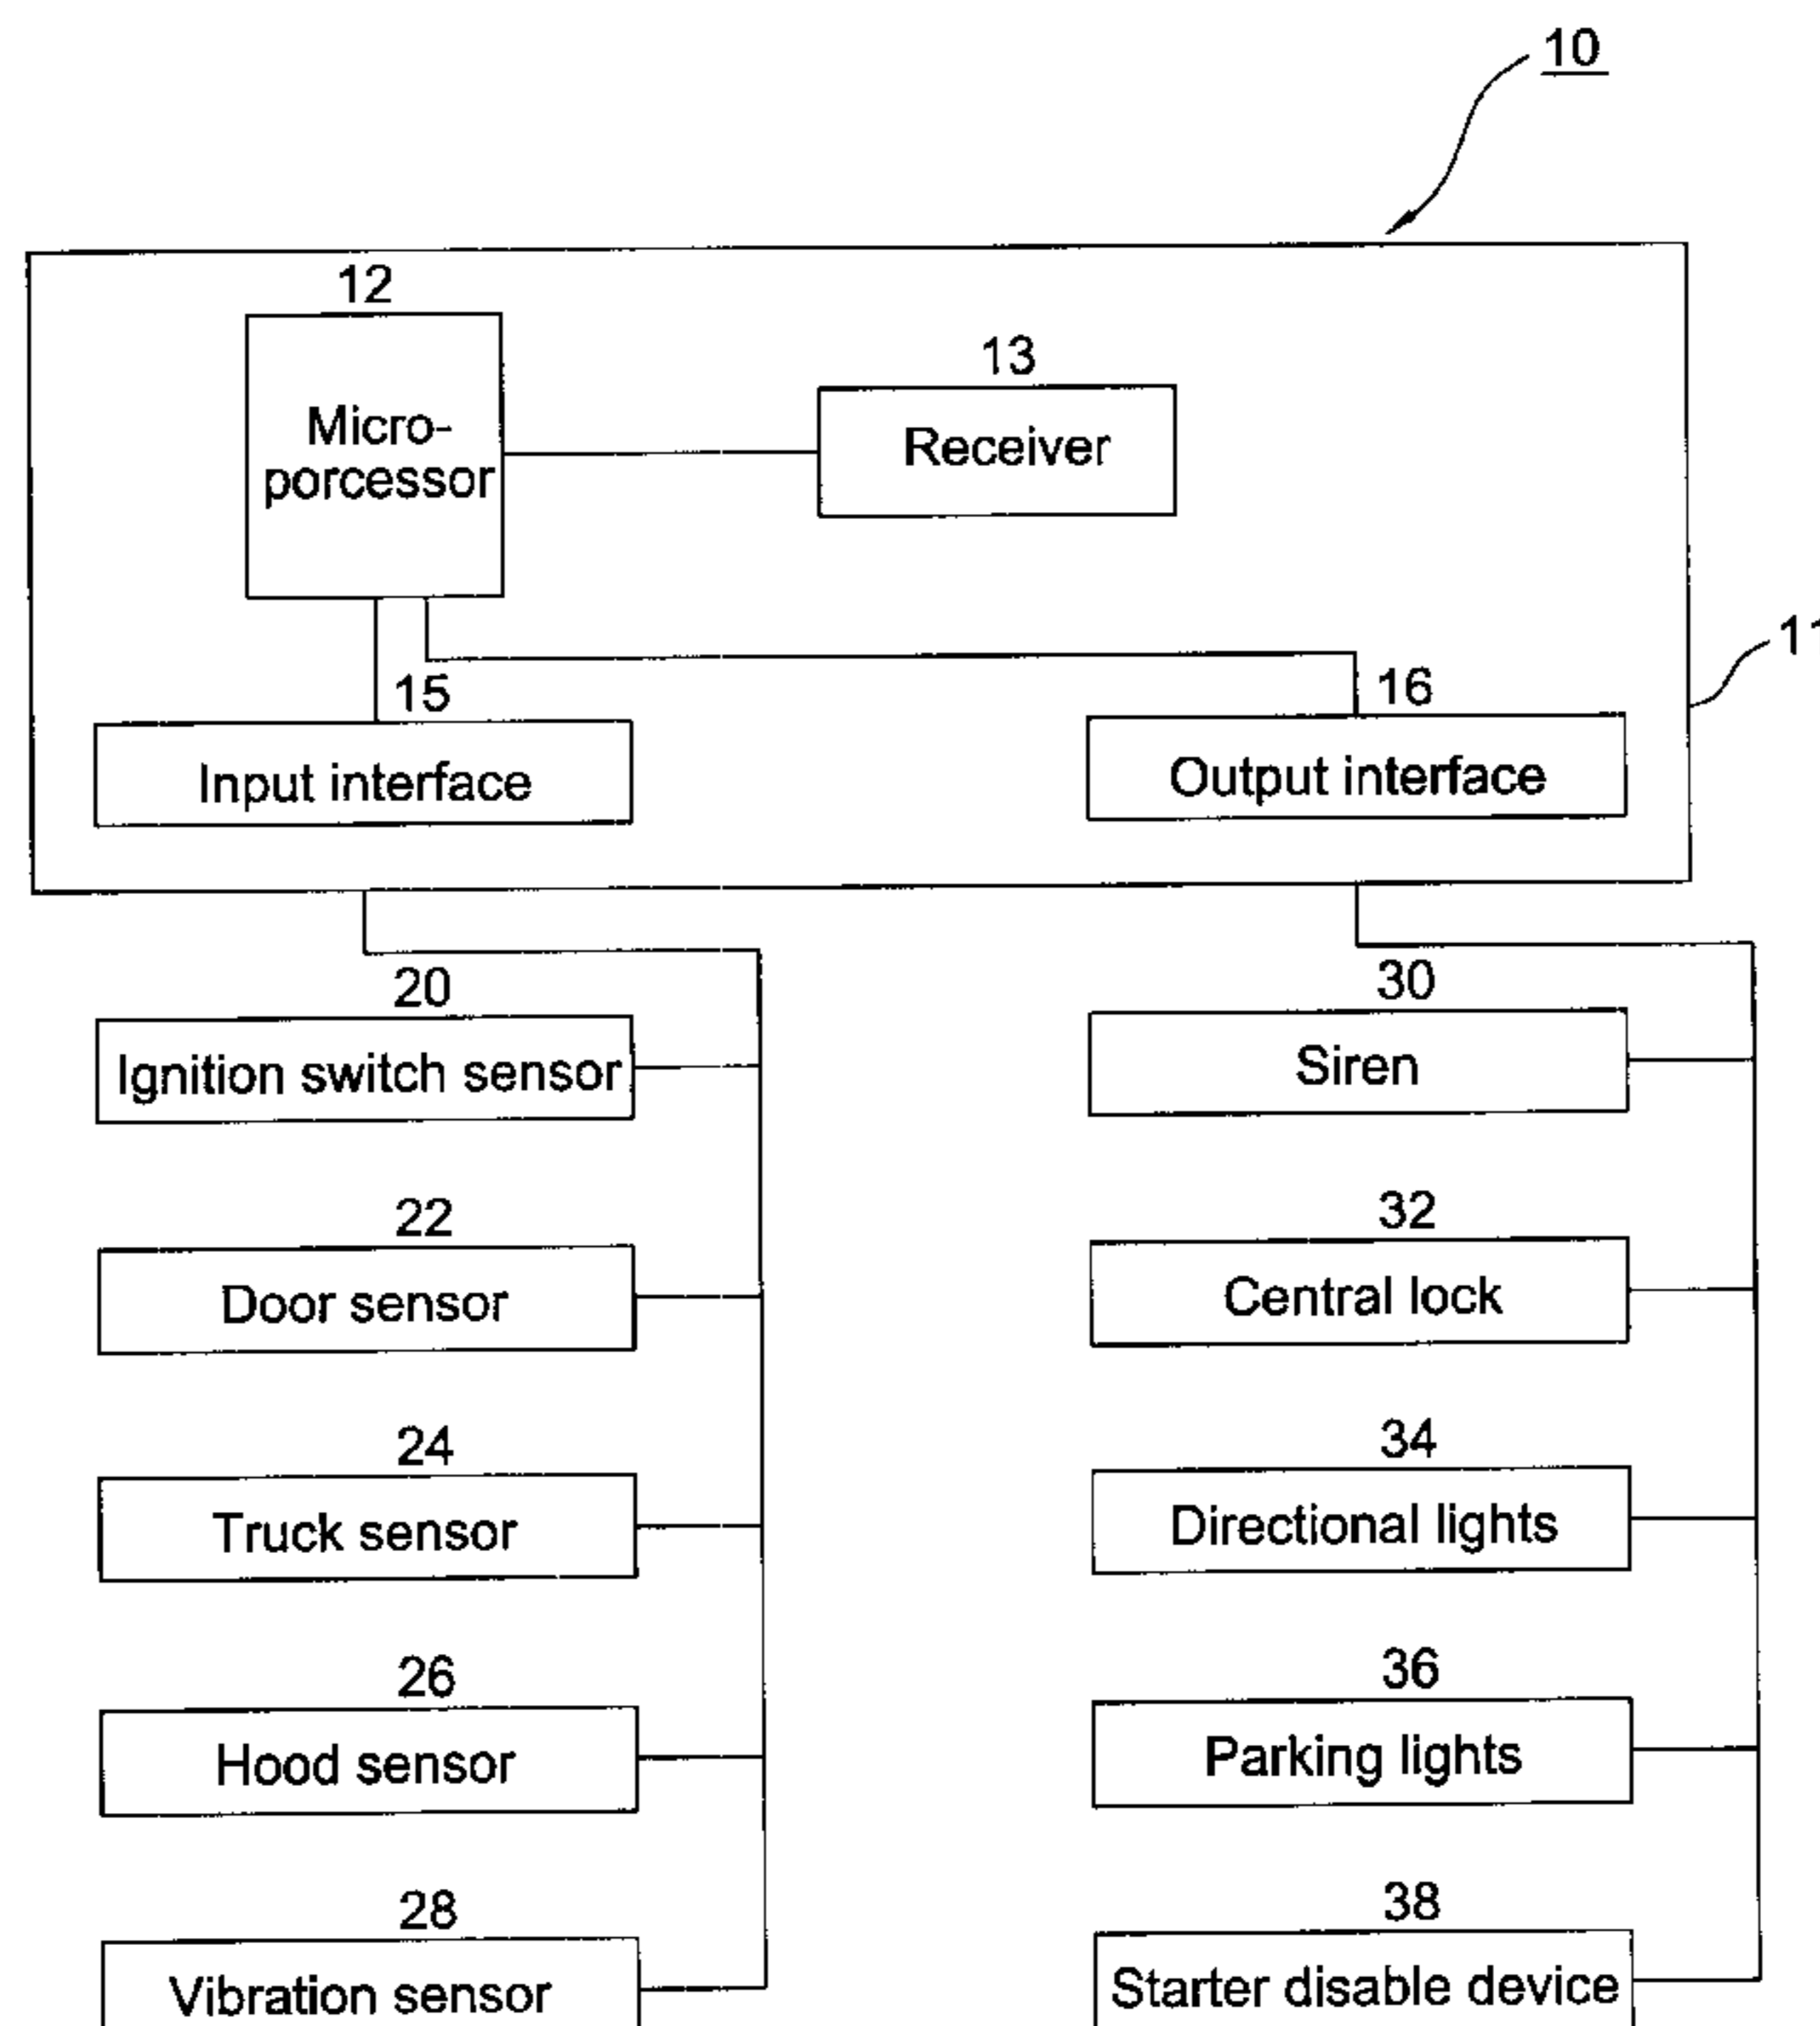 10
12
Micro-
porcessor
13
Receiver
11
15
Input interface
16
Output interface
20
Ignition switch sensor
30
Siren
22
Door sensor
32
Central lock
24
Truck sensor
34
Directional lights
26
Hood sensor
36
Parking lights
28
Vibration sensor
38
Starter disable device